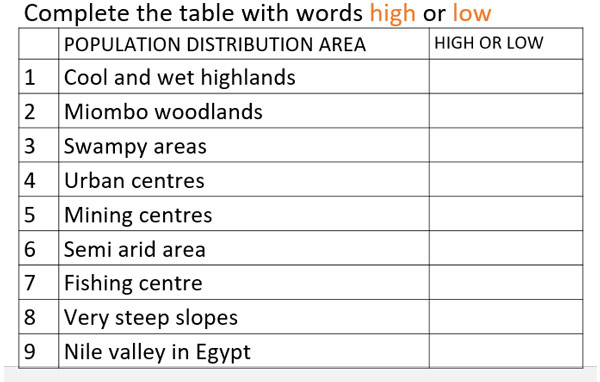 Complete the table with words high or low
POPULATION DISTRIBUTION AREA HIGH OR LOW
1 Cool and wet highlands
2 Miombo woodlands
3 Swampy areas
4 Urban centres
5 Mining centres
6 Semi arid area
7 Fishing centre
8 Very steep slopes
9 Nile valley in Egypt